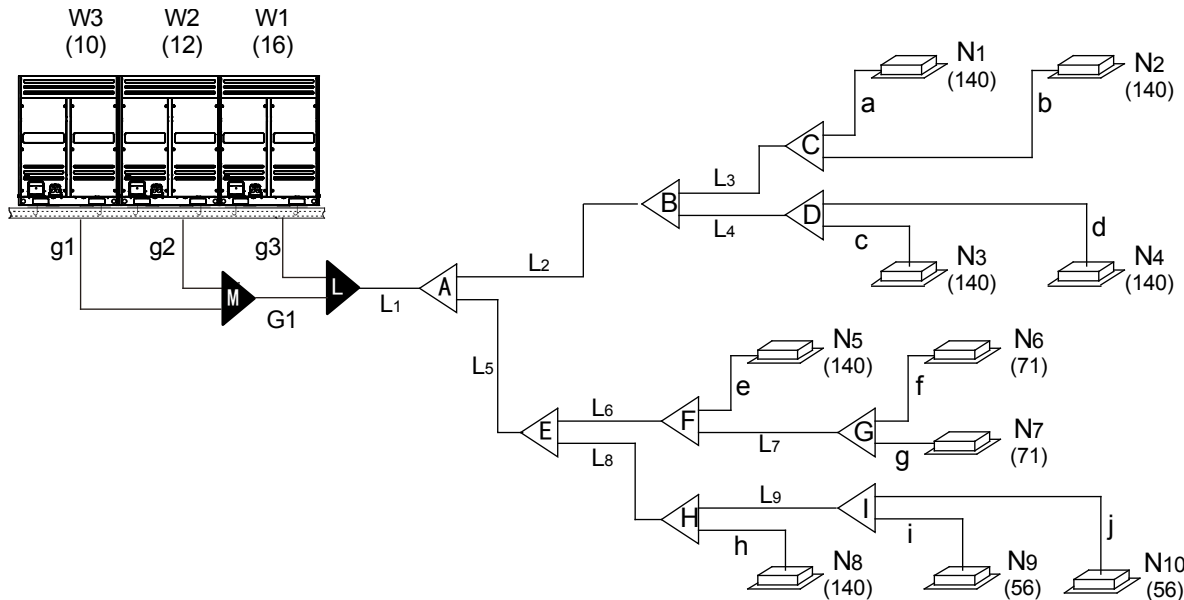 W3 W2 W1
(10) (12) (16)
N1
(140)
N2
(140)
a
b
C
L3
B
L4
D
d
c
N3
(140)
N4
(140)
g1 g2 g3
M
G1
L
L1
A
L2
L5
N5
(140)
N6
(71)
e
f
L6
F
E
L7
G
g
N7
(71)
L8
L9
I
H
h
i
j
N8
(140)
N9
(56)
N10
(56)